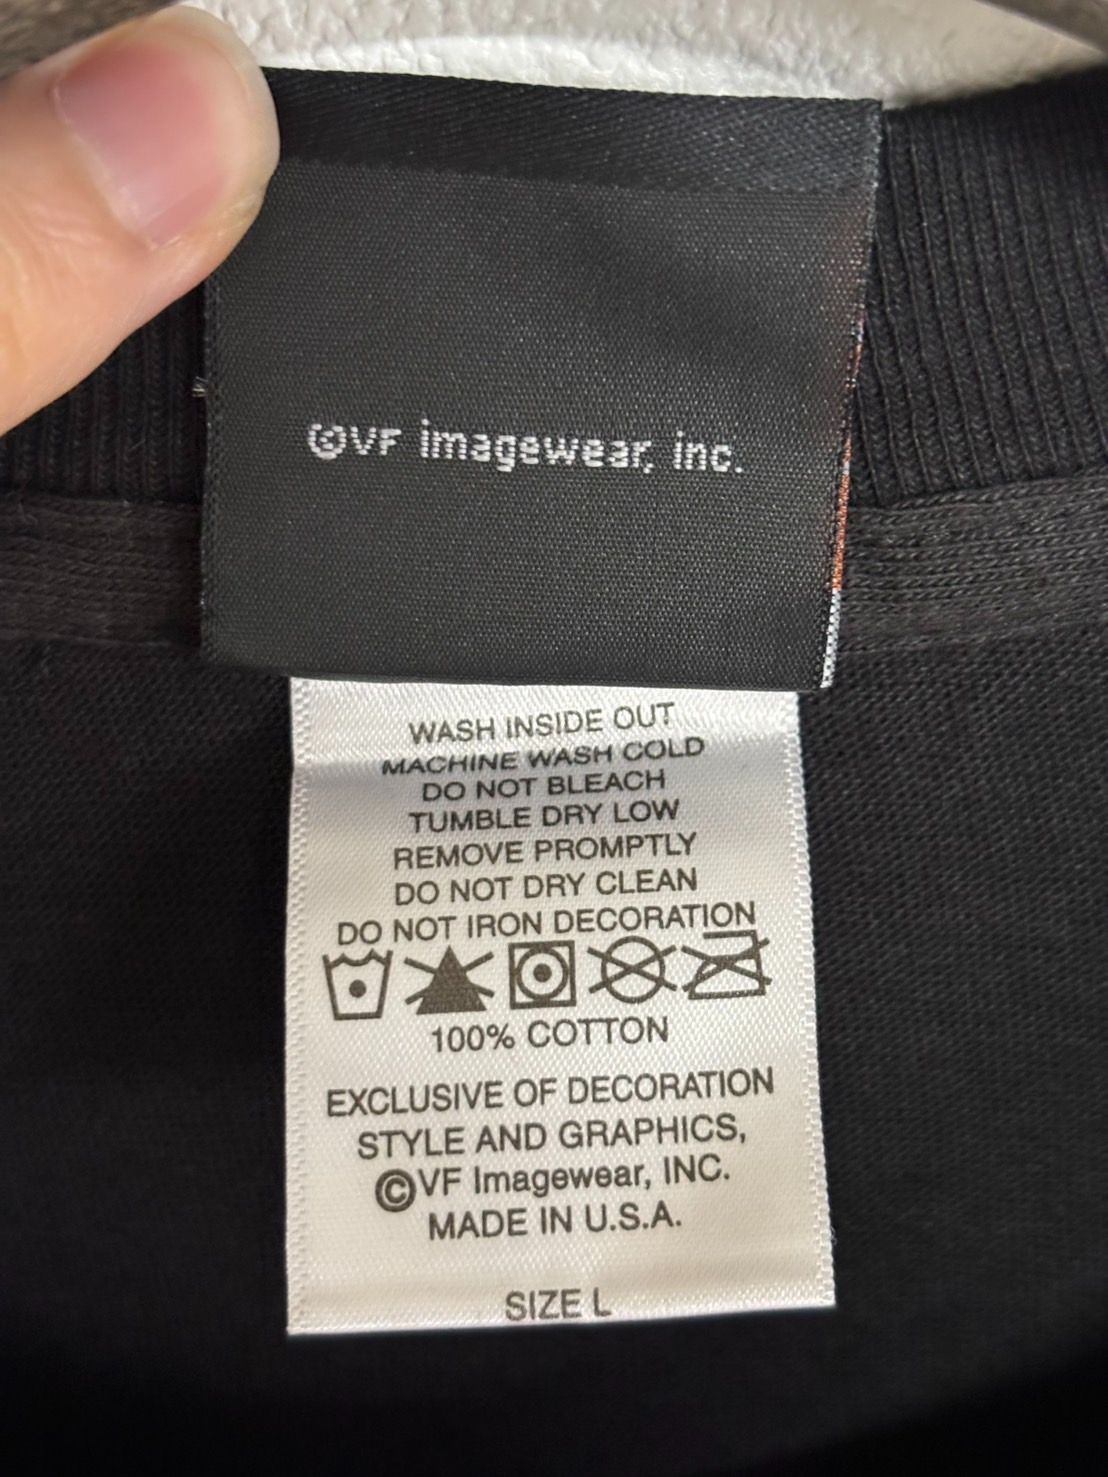 ©VF Imagewear, Inc.
WASH INSIDE OUT
MACHINE WASH COLD
DO NOT BLEACH
TUMBLE DRY LOW
REMOVE PROMPTLY
DO NOT DRY CLEAN
DO NOT IRON DECORATION
100% COTTON
EXCLUSIVE OF DECORATION
STYLE AND GRAPHICS,
©VF Imagewear, INC.
MADE IN U.S.A.
SIZE L